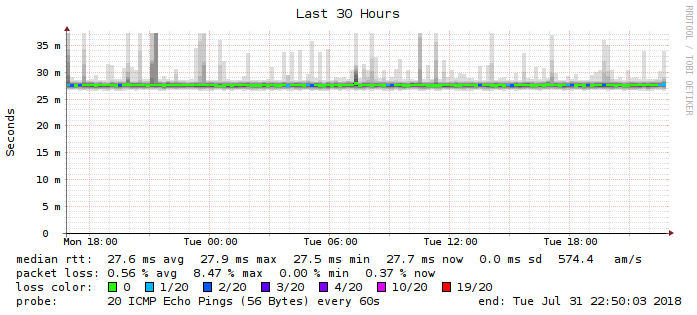 Last 30 Hours
RRDTOOL / TOBI OETIKER
Seconds
35 m
30 m
25 m
20 m
15 m
10 m
5 m
0
Mon 18:00 Tue 00:00 Tue 06:00 Tue 12:00 Tue 18:00
median rtt: 27.6 ms avg 27.9 ms max 27.5 ms min 27.7 ms now 0.0 ms sd 574.4 am/s
packet loss: 0.56 % avg 8.47 % max 0.00 % min 0.37 % now
loss color: 0 1/20 2/20 3/20 4/20 10/20 19/20
probe: 20 ICMP Echo Pings (56 Bytes) every 60s end: Tue Jul 31 22:50:03 2018